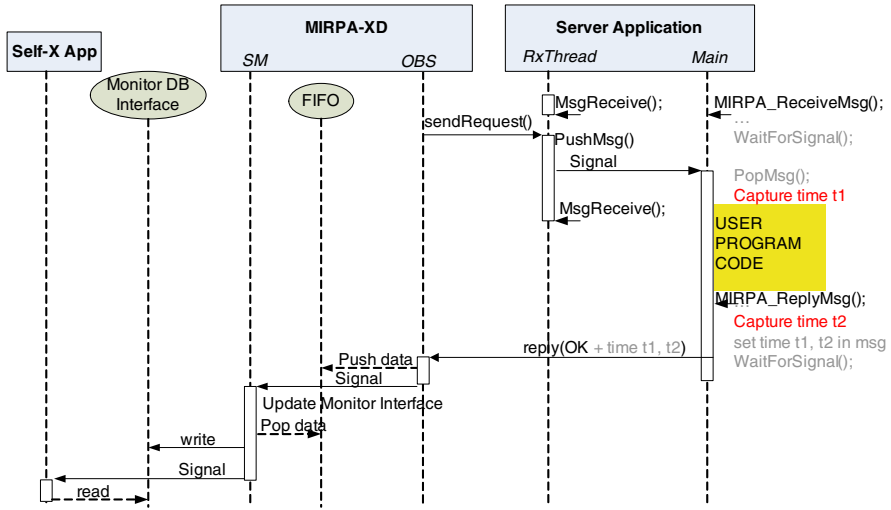 MIRPA-XD
Server Application
Self-X App
SM
OBS
RxThread
Main
Monitor DB
Interface
FIFO
MsgReceive();
MIRPA_ReceiveMsg();
...
sendRequest()
WaitForSignal();
PushMsg()
Signal
PopMsg();
Capture time t1
MsgReceive();
USER
PROGRAM
CODE
MIRPA_ReplyMsg();
...
Capture time t2
reply(OK + time t1, t2)
set time t1, t2 in msg
WaitForSignal();
Push data
Signal
Update Monitor Interface
Pop data
write
Signal
read